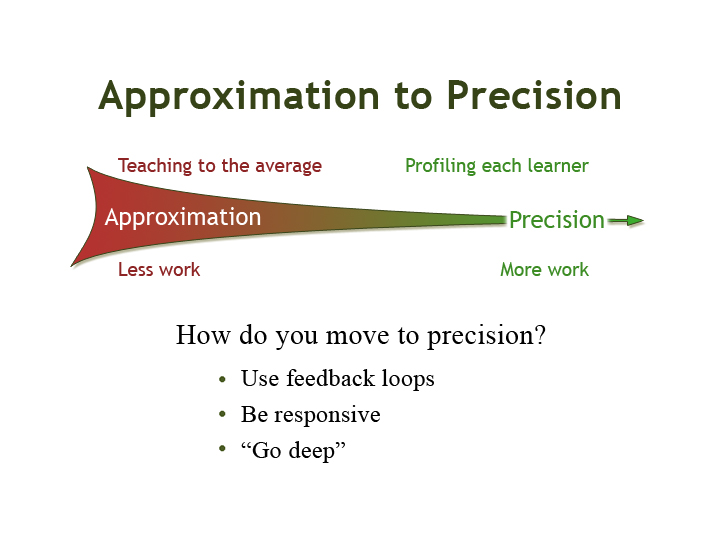 Approximation to Precision
Teaching to the average
Profiling each learner
Approximation
Precision
Less work
More work
How do you move to precision?
• Use feedback loops
• Be responsive
• “Go deep”